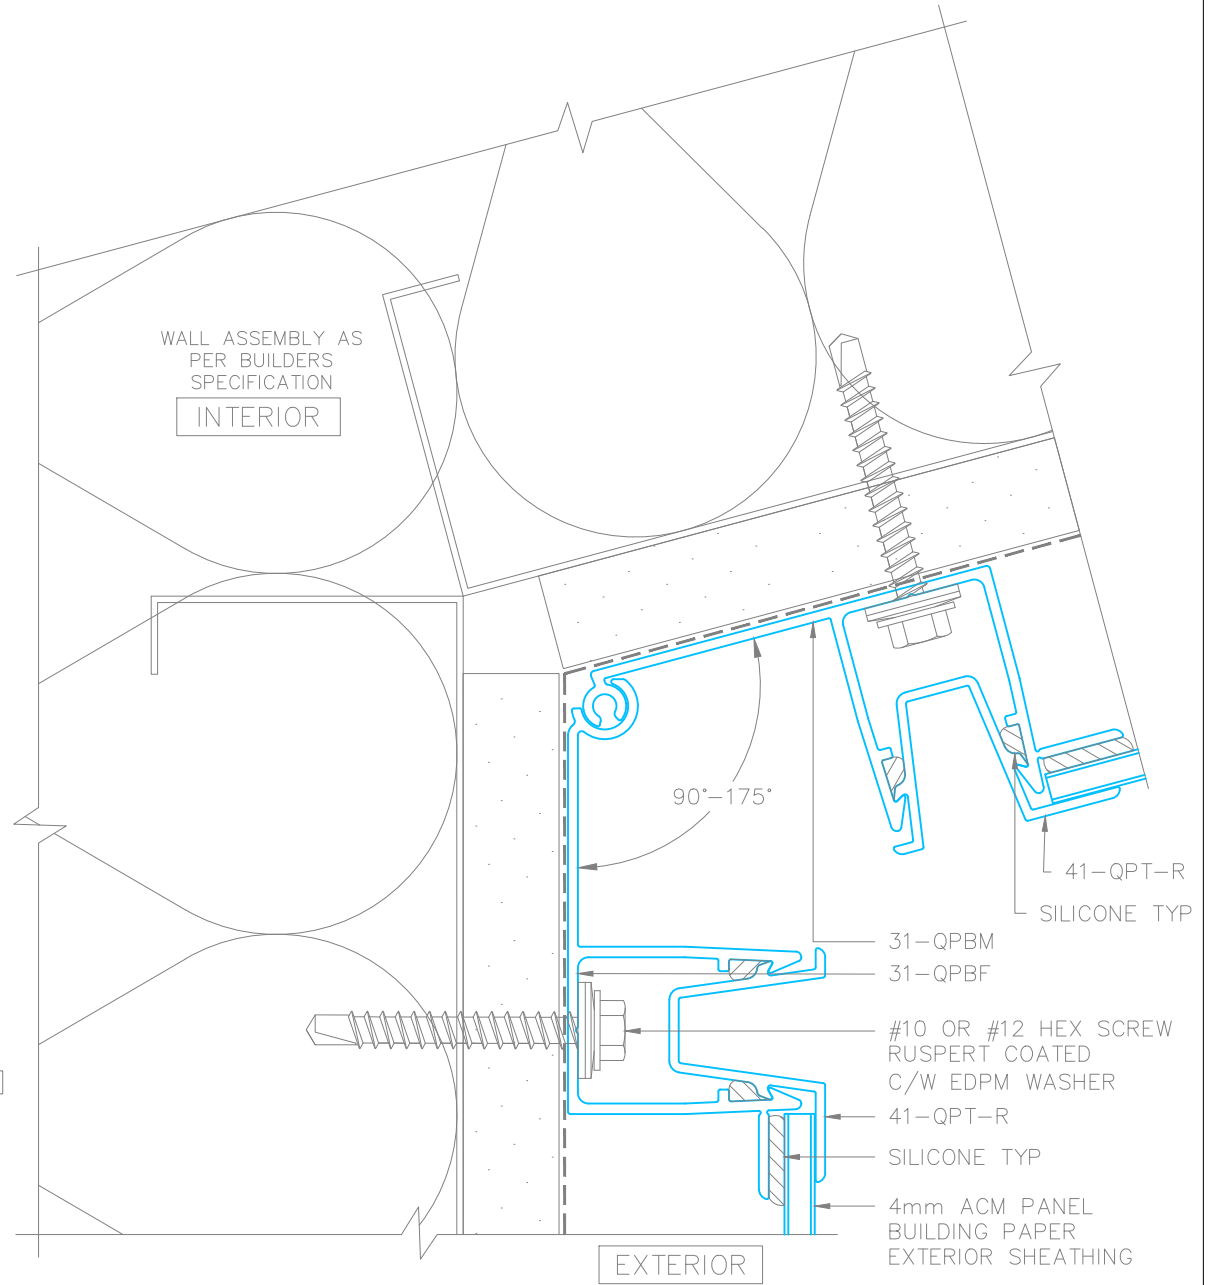 WALL ASSEMBLY AS
PER BUILDERS
SPECIFICATION
INTERIOR
90°-175°
41-QPT-R
SILICONE TYP
31-QPBM
31-QPBF
#10 OR #12 HEX SCREW
RUSPERT COATED
C/W EDPM WASHER
41-QPT-R
SILICONE TYP
4mm ACM PANEL
BUILDING PAPER
EXTERIOR SHEATHING
EXTERIOR